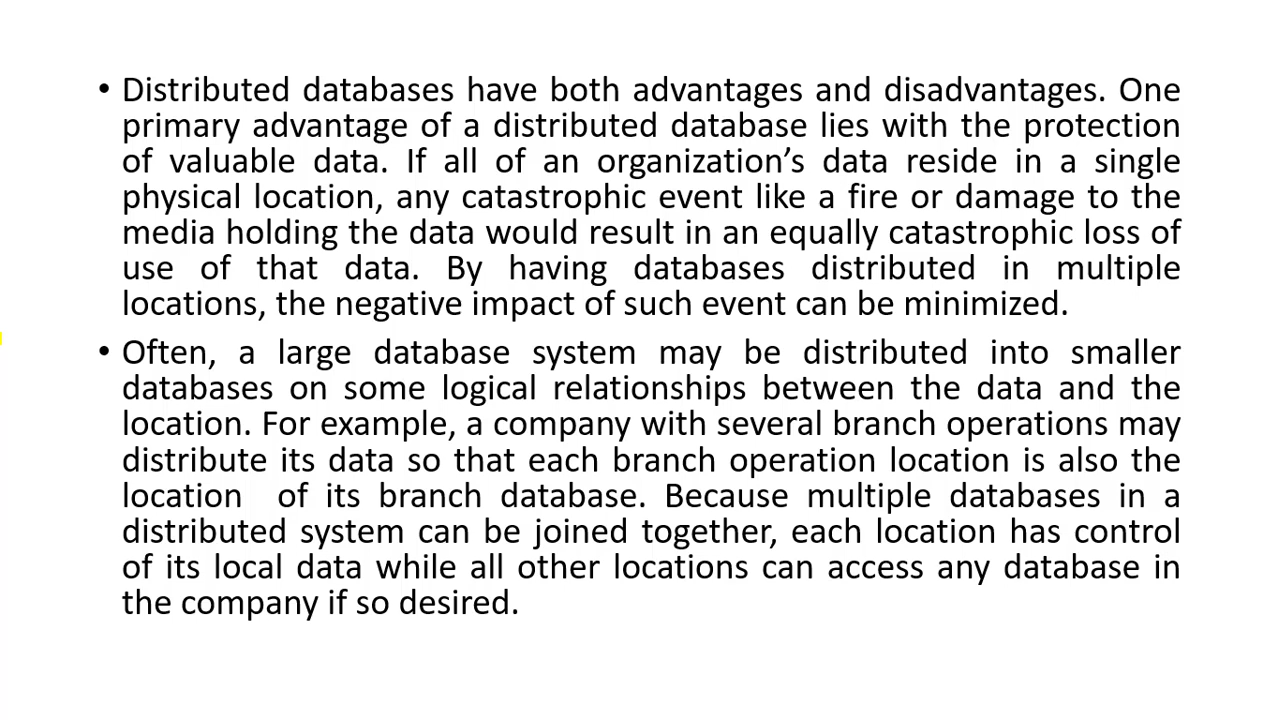 • Distributed databases have both advantages and disadvantages. One
primary advantage of a distributed database lies with the protection
of valuable data. If all of an organization’s data reside in a single
physical location, any catastrophic event like a fire or damage to the
media holding the data would result in an equally catastrophic loss of
use of that data. By having databases distributed in multiple
locations, the negative impact of such event can be minimized.
• Often, a large database system may be distributed into smaller
databases on some logical relationships between the data and the
location. For example, a company with several branch operations may
distribute its data so that each branch operation location is also the
location of its branch database. Because multiple databases in a
distributed system can be joined together, each location has control
of its local data while all other locations can access any database in
the company if so desired.